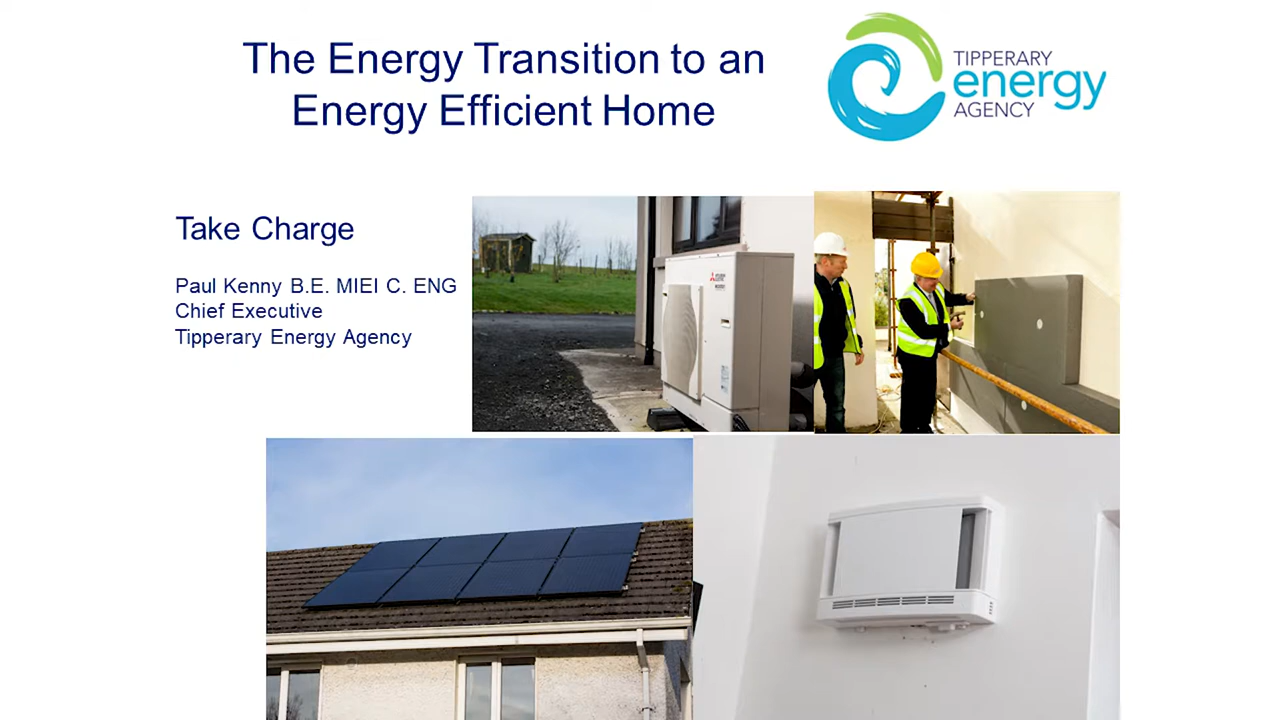 The Energy Transition to an
Energy Efficient Home
TIPPERARY
energy
AGENCY
Take Charge
Paul Kenny B.E. MIEI C. ENG
Chief Executive
Tipperary Energy Agency